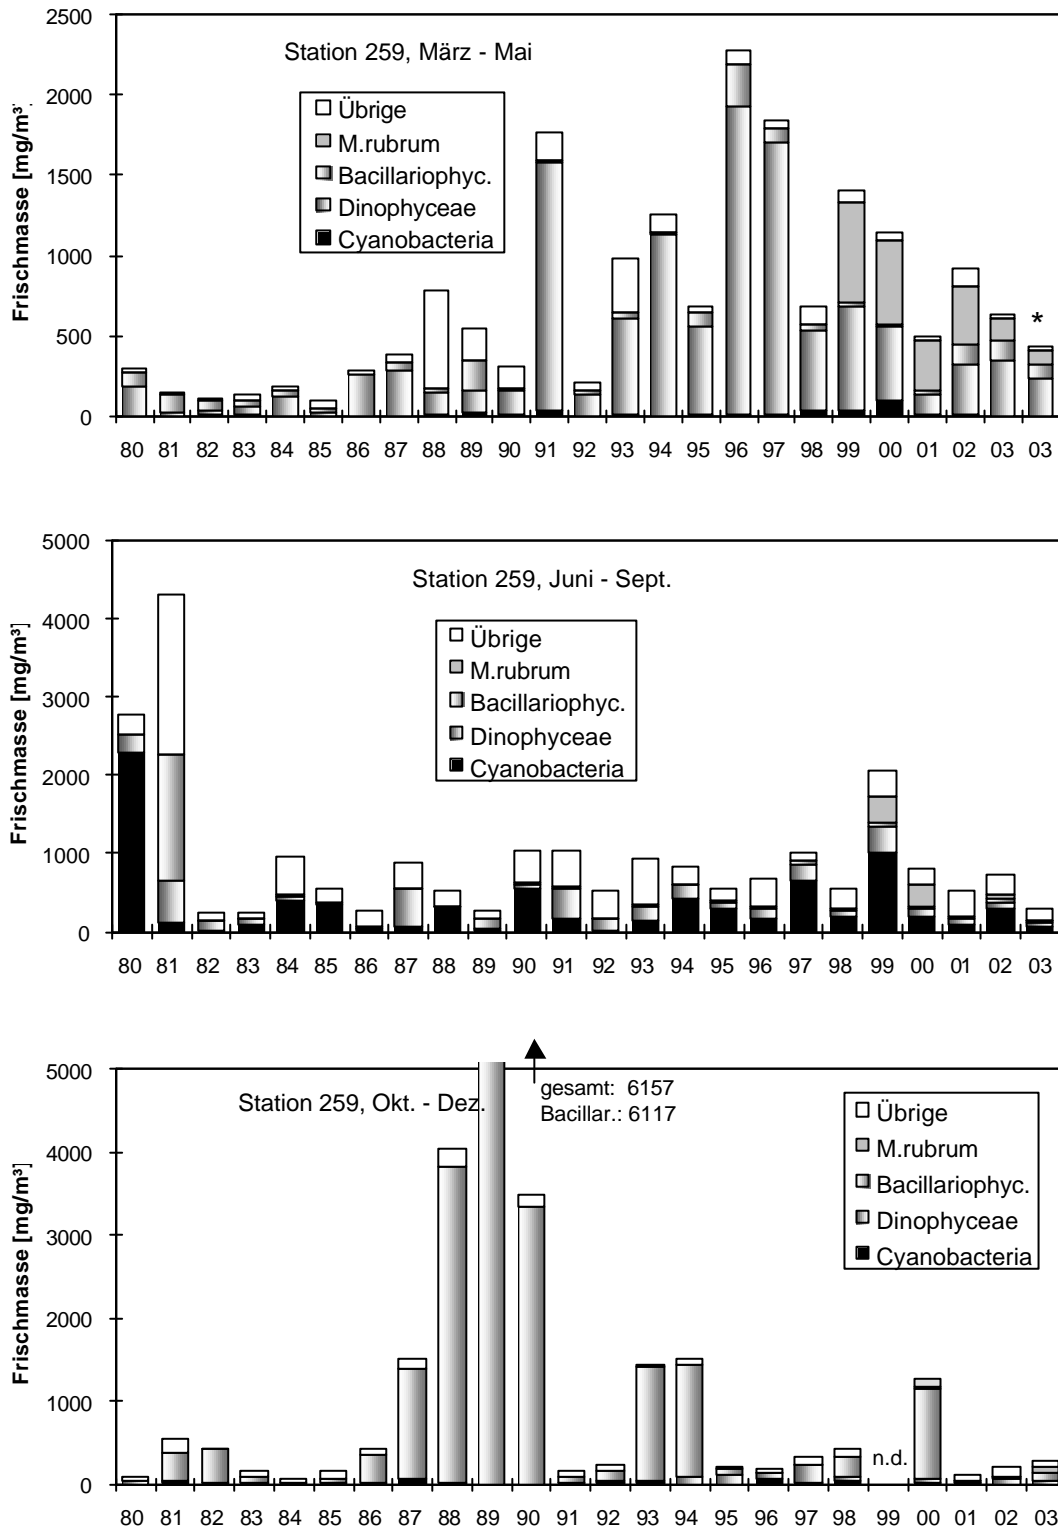 2500
Station 259, März - Mai
2000
Übrige
M.rubrum
Bacillariophyc.
Dinophyceae
Cyanobacteria
1500
1000
500
0
Frischmasse [mg/m³]
*
80 81 82 83 84 85 86 87 88 89 90 91 92 93 94 95 96 97 98 99 00 01 02 03 03
5000
Station 259, Juni - Sept.
4000
Übrige
M.rubrum
Bacillariophyc.
Dinophyceae
Cyanobacteria
3000
2000
1000
0
Frischmasse [mg/m³]
80 81 82 83 84 85 86 87 88 89 90 91 92 93 94 95 96 97 98 99 00 01 02 03
5000
gesamt: 6157
Bacillar.: 6117
Station 259, Okt. - Dez.
Übrige
M.rubrum
Bacillariophyc.
Dinophyceae
Cyanobacteria
4000
3000
2000
1000
0
Frischmasse [mg/m³]
n.d.
80 81 82 83 84 85 86 87 88 89 90 91 92 93 94 95 96 97 98 99 00 01 02 03